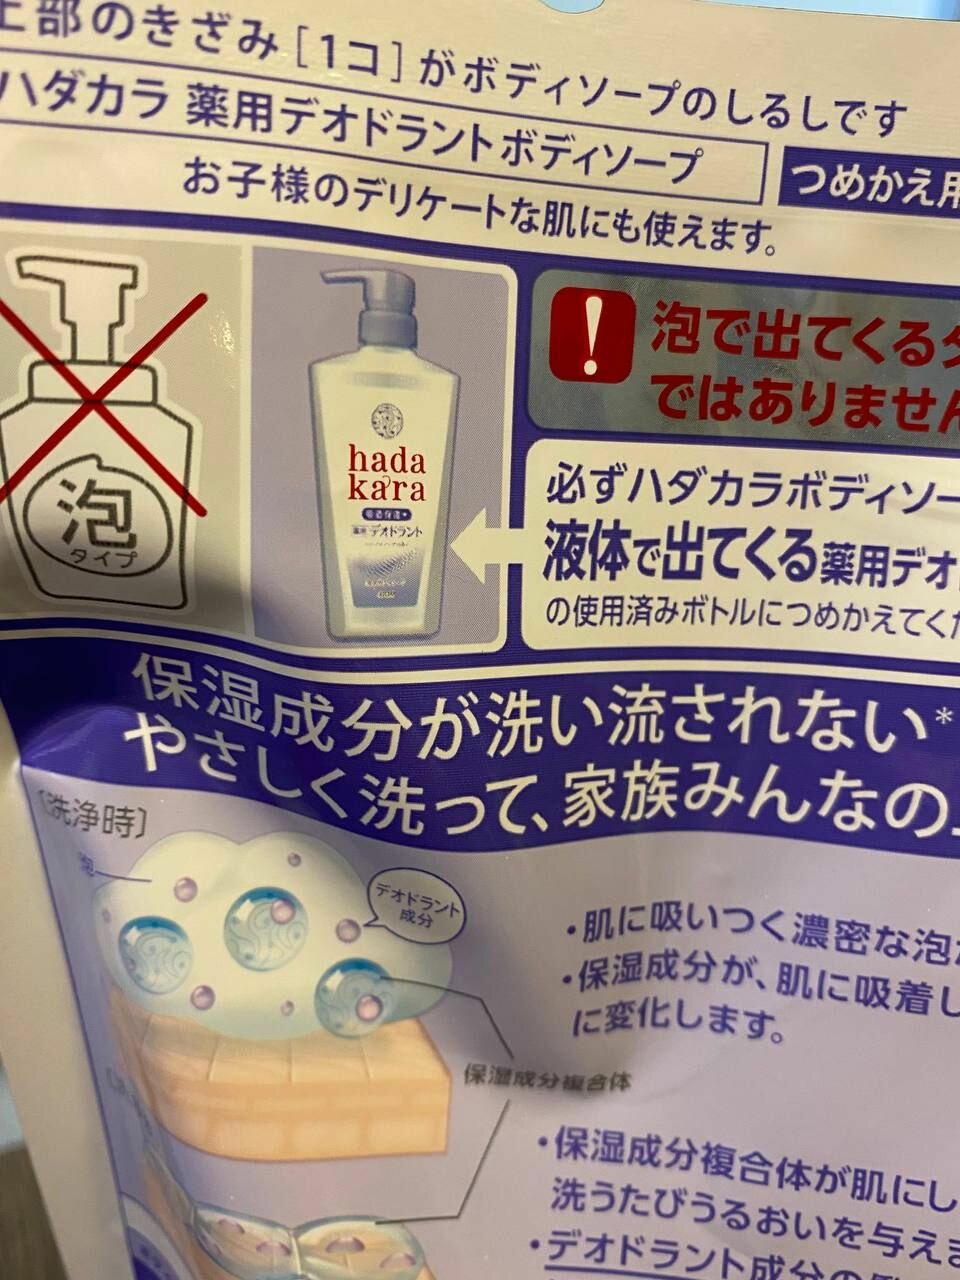 上部のきざみ［1コ］がボディソープのしるしです
ハダカラ 薬用デオドラントボディソープ
つめかえ用
お子様のデリケートな肌にも使えます。
泡
タイプ
hada
kara
薬用 デオドラント
!
泡で出てくる
ではありません
必ずハダカラボディソー
液体で出てくる薬用デオ
の使用済みボトルにつめかえてくだ
保湿成分が洗い流されない*
やさしく洗って、家族みんなの
［洗浄時］
泡
デオドラント
成分
・肌に吸いつく濃密な泡
・保湿成分が、肌に吸着し
に変化します。
保湿成分複合体
・保湿成分複合体が肌にし
洗うたびうるおいを与えま
・デオドラント成分の